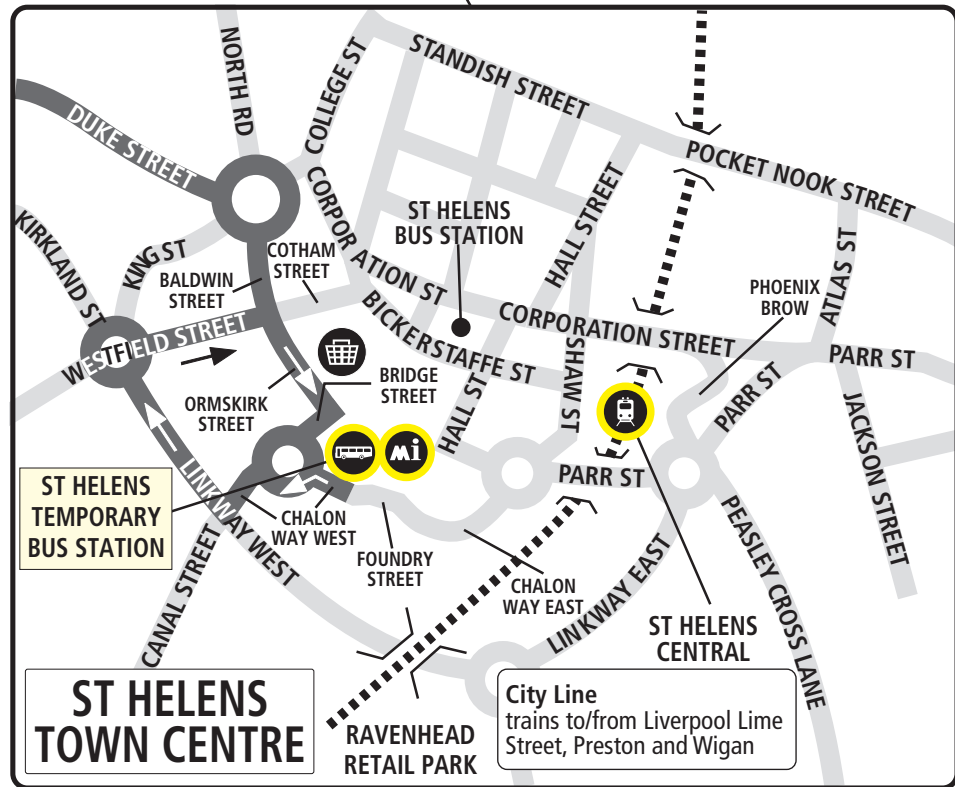 NORTH RD
COLLEGE ST
STANDISH STREET
DUKE STREET
POCKET NOOK STREET
KIRKLAND ST
KING ST
CORPORATION ST
ST HELENS
BUS STATION
HALL STREET
ATLAS ST
COTHAM
STREET
BALDWIN
STREET
PHOENIX
BROW
WESTFIELD STREET
BICKERSTAFFE ST
CORPORATION STREET
PARR ST
SHAW ST
BRIDGE
STREET
ORMSKIRK
STREET
HALL ST
PARR ST
JACKSON STREET
Mi
PARR ST
ST HELENS
TEMPORARY
BUS STATION
LINKWAY WEST
CHALON
WAY WEST
FOUNDRY
STREET
CHALON
WAY EAST
LINKWAY EAST
PEASLEY CROSS LANE
CANAL STREET
ST HELENS
CENTRAL
ST HELENS
TOWN CENTRE
RAVENHEAD
RETAIL PARK
City Line
trains to/from Liverpool Lime
Street, Preston and Wigan